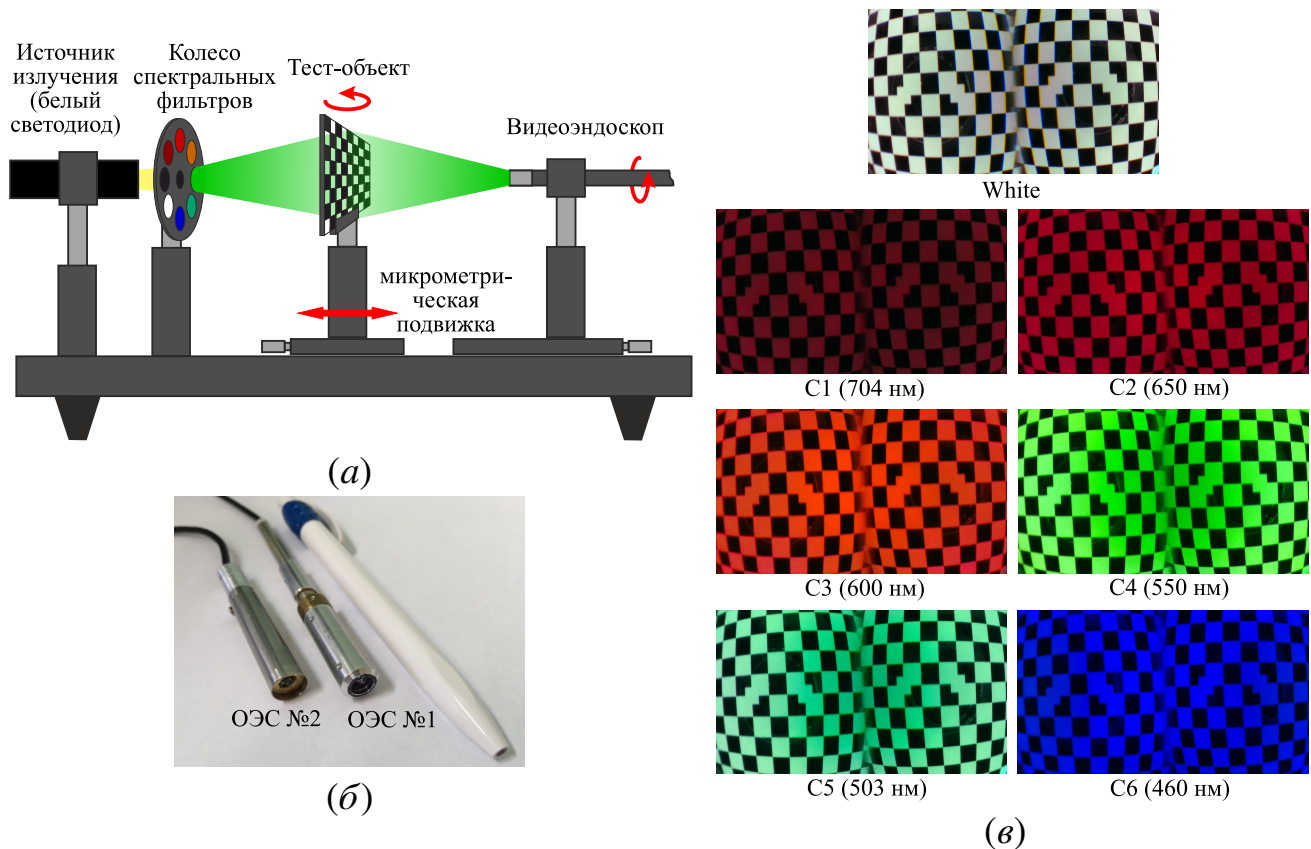 Источник
излучения
(белый
светодиод)
Колесо
спектральных
фильтров
Тест-объект
Видеоэндоскоп
микрометри-
ческая
подвижка
(а)
ОЭС №2
ОЭС №1
(б)
White
C1 (704 нм)
C2 (650 нм)
C3 (600 нм)
C4 (550 нм)
C5 (503 нм)
C6 (460 нм)
(в)